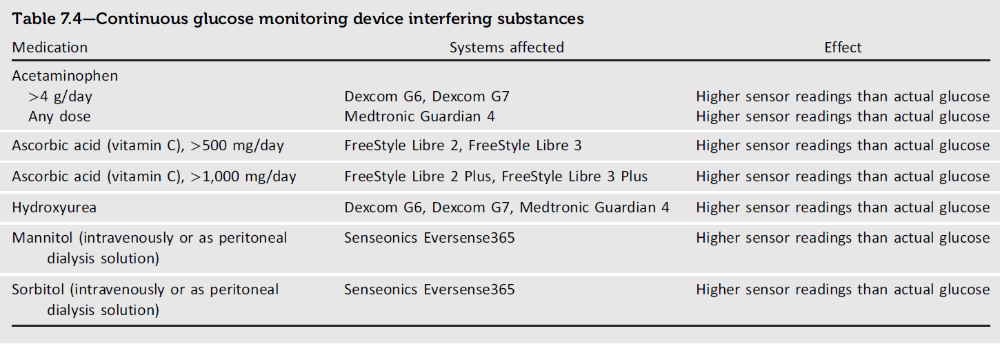 Table 7.4—Continuous glucose monitoring device interfering substances
Medication Systems affected Effect
Acetaminophen
>4 g/day Dexcom G6, Dexcom G7 Higher sensor readings than actual glucose
Any dose Medtronic Guardian 4 Higher sensor readings than actual glucose
Ascorbic acid (vitamin C), >500 mg/day FreeStyle Libre 2, FreeStyle Libre 3 Higher sensor readings than actual glucose
Ascorbic acid (vitamin C), >1,000 mg/day FreeStyle Libre 2 Plus, FreeStyle Libre 3 Plus Higher sensor readings than actual glucose
Hydroxyurea Dexcom G6, Dexcom G7, Medtronic Guardian 4 Higher sensor readings than actual glucose
Mannitol (intravenously or as peritoneal Senseonics Eversense365 Higher sensor readings than actual glucose
dialysis solution)
Sorbitol (intravenously or as peritoneal Senseonics Eversense365 Higher sensor readings than actual glucose
dialysis solution)